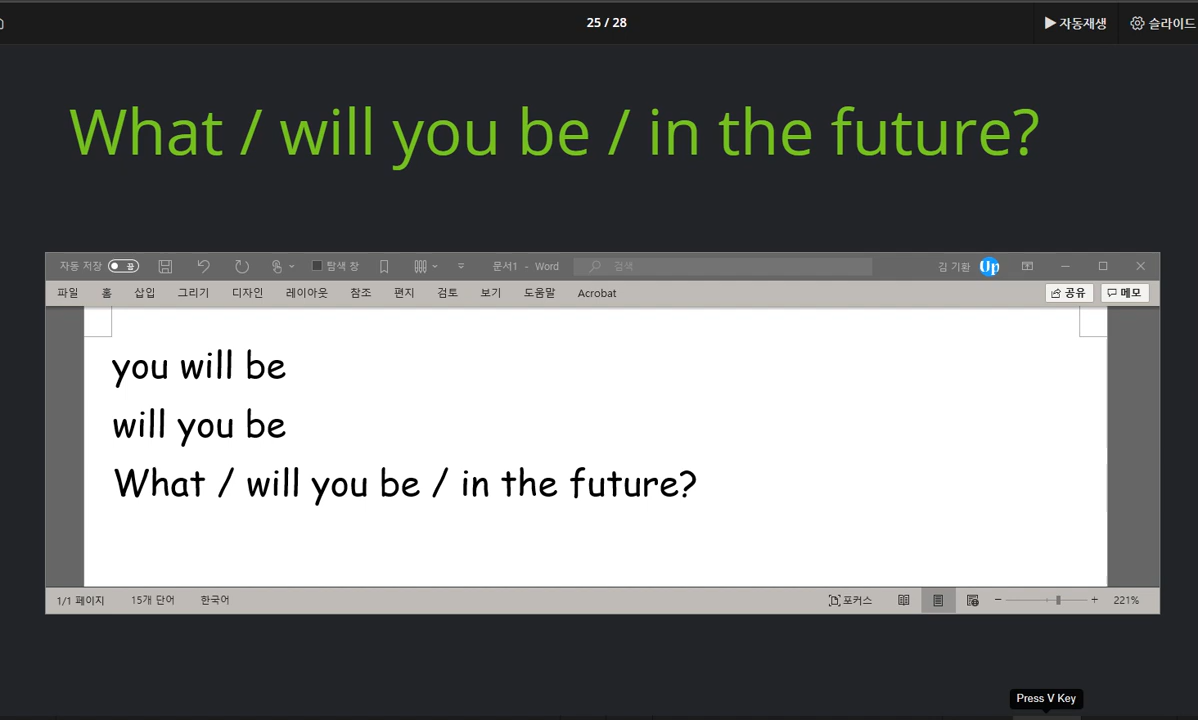 25 / 28
▶ 자동재생
슬라이드
What / will you be / in the future?
자동 저장 끔 탐색 창 문서1 - Word 검색 김 기환 Up
파일 홈 삽입 그리기 디자인 레이아웃 참조 편지 검토 보기 도움말 Acrobat 공유 메모
you will be
will you be
What / will you be / in the future?
1/1 페이지 15개 단어 한국어 포커스 - + 221%
Press V Key